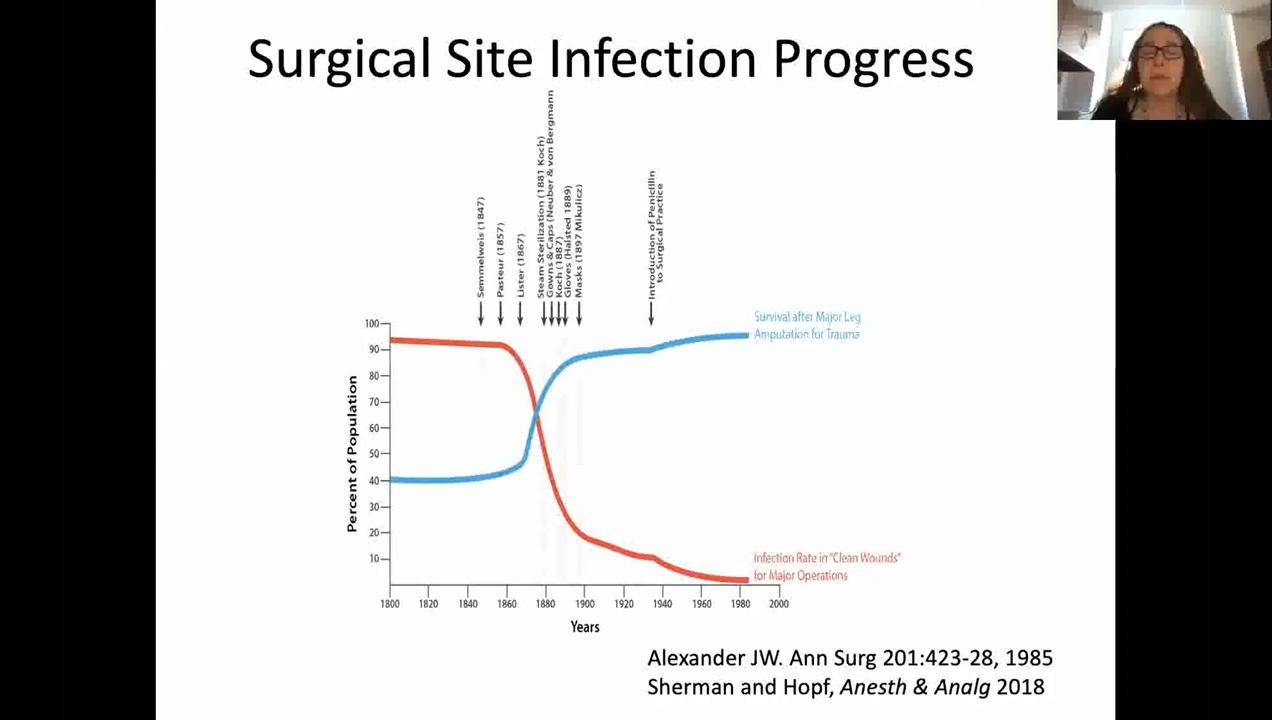 Surgical Site Infection Progress
Semmelweis (1847)
Pasteur (1857)
Lister (1867)
Steam Sterilization (1881 Koch)
Gowns & Caps (Neuber & von Bergmann
Koch (1887)
Gloves (Halsted 1889)
Masks (1897 Mikulicz)
Introduction of Penicillin
to Surgical Practice
Survival after Major Leg
Amputation for Trauma
Percent of Population
100
90
80
70
60
50
40
30
20
10
Infection Rate in "Clean Wounds"
for Major Operations
1800 1820 1840 1860 1880 1900 1920 1940 1960 1980 2000
Years
Alexander JW. Ann Surg 201:423-28, 1985
Sherman and Hopf, Anesth & Analg 2018